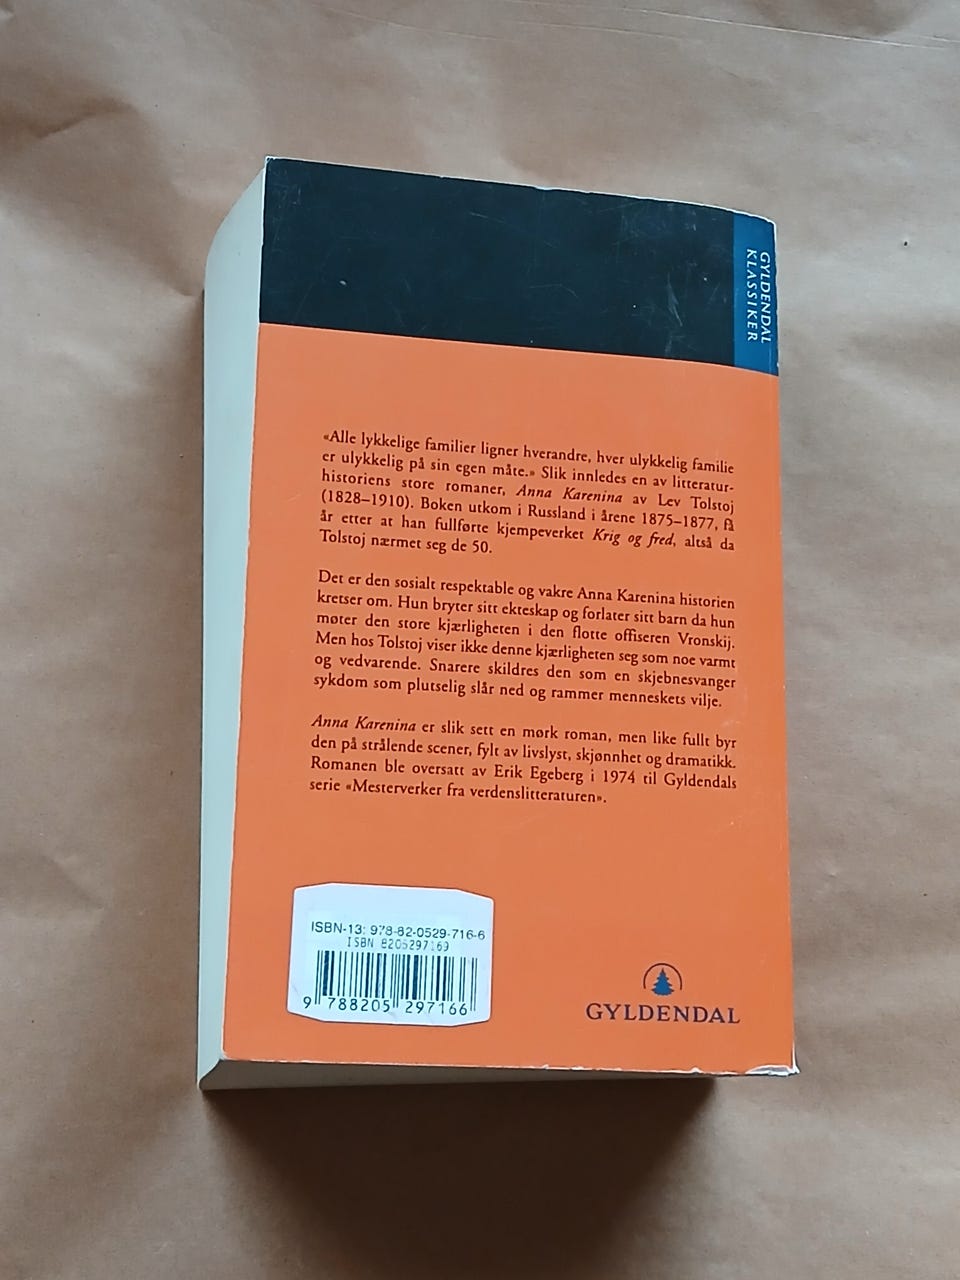 GYLDENDAL
KLASSIKER
«Alle lykkelige familier ligner hverandre, hver ulykkelig familie
er ulykkelig på sin egen måte.» Slik innledes en av litteratur-
historiens store romaner, Anna Karenina av Lev Tolstoj
(1828–1910). Boken utkom i Russland i årene 1875–1877, få
år etter at han fullførte kjempeverket Krig og fred, altså da
Tolstoj nærmet seg de 50.
Det er den sosialt respektable og vakre Anna Karenina historien
kretser om. Hun bryter sitt ekteskap og forlater sitt barn da hun
møter den store kjærligheten i den flotte offiseren Vronskij.
Men hos Tolstoj viser ikke denne kjærligheten seg som noe varmt
og vedvarende. Snarere skildres den som en skjebnesvanger
sykdom som plutselig slår ned og rammer menneskets vilje.
Anna Karenina er slik sett en mørk roman, men like fullt byr
den på strålende scener, fylt av livslyst, skjønnhet og dramatikk.
Romanen ble oversatt av Erik Egeberg i 1974 til Gyldendals
serie «Mesterverker fra verdenslitteraturen».
ISBN-13: 978-82-0529-716-6
ISBN 8205297169
9 788205 297166
GYLDENDAL